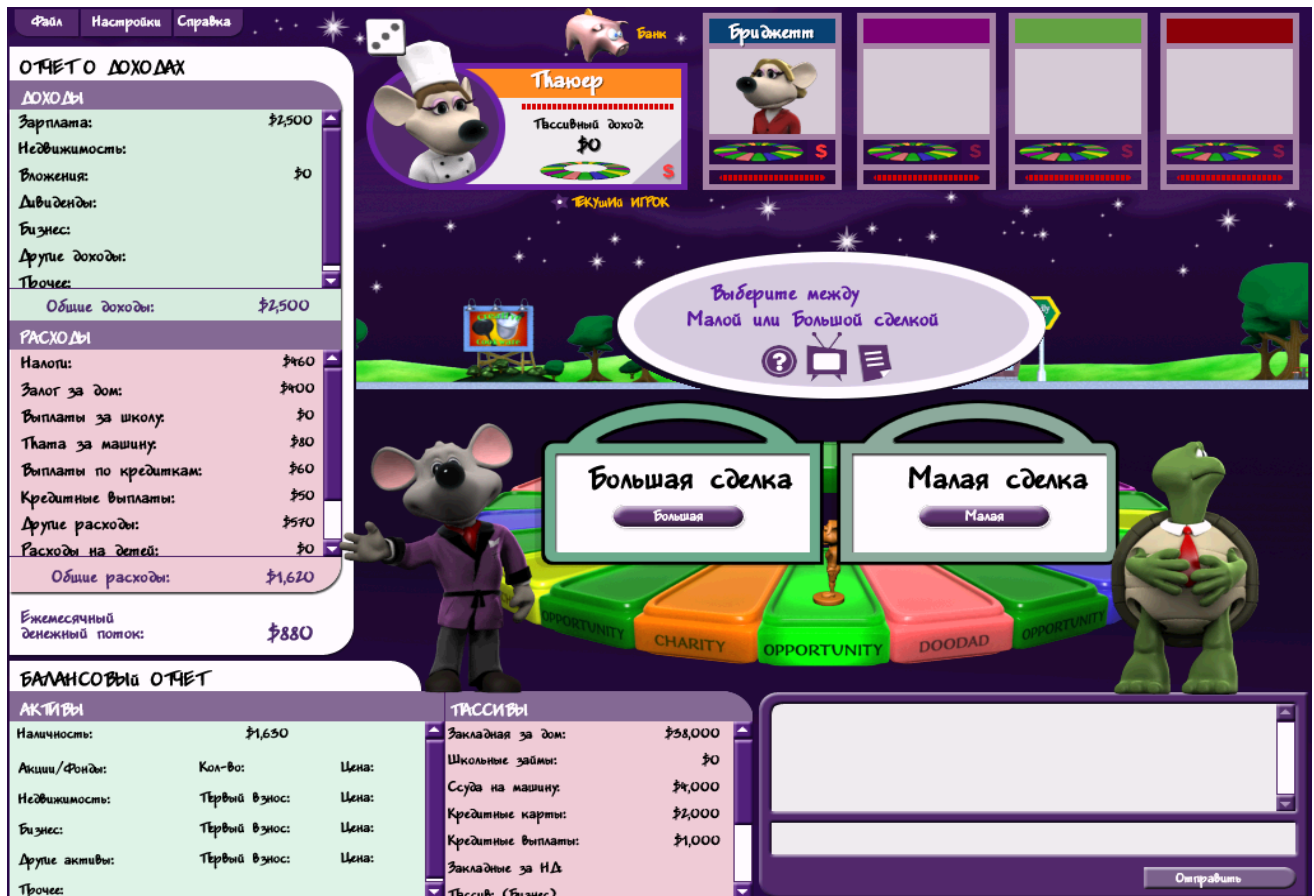 Файл Настройки Справка
Банк
Бриджетт
ОТЧЕТ О ДОХОДАХ
ДОХОДЫ
Зарплата: $2,500
Недвижимость:
Вложения: $0
Дивиденды:
Бизнес:
Другие доходы:
Прочее:
Общие доходы: $2,500
Плаюер
Пассивный доход:
$0
$
$
$
$
$
ТЕКУЩИЙ ИГРОК
РАСХОДЫ
Налоги: $460
Залог за дом: $400
Выплаты за школу: $0
Плата за машину: $80
Выплаты по кредиткам: $60
Кредитные выплаты: $50
Другие расходы: $570
Расходы на детей: $0
Общие расходы: $1,620
Ежемесячный
денежный поток: $880
Выберите между
Малой или Большой сделкой
?
Большая сделка
Большая
Малая сделка
Малая
OPPORTUNITY
CHARITY
OPPORTUNITY
DOODAD
OPPORTUNITY
БАЛАНСОВЫЙ ОТЧЕТ
АКТИВЫ
Наличность: $1,630
Акции/Фонды: Кол-во: Цена:
Недвижимость: Первый взнос: Цена:
Бизнес: Первый взнос: Цена:
Другие активы: Первый взнос: Цена:
Прочее:
ПАССИВЫ
Закладная за дом: $38,000
Школьные займы: $0
Ссуда на машину: $4,000
Кредитные карты: $2,000
Кредитные выплаты: $1,000
Закладные за НД:
Пассив: (Бизнес)
Отправить